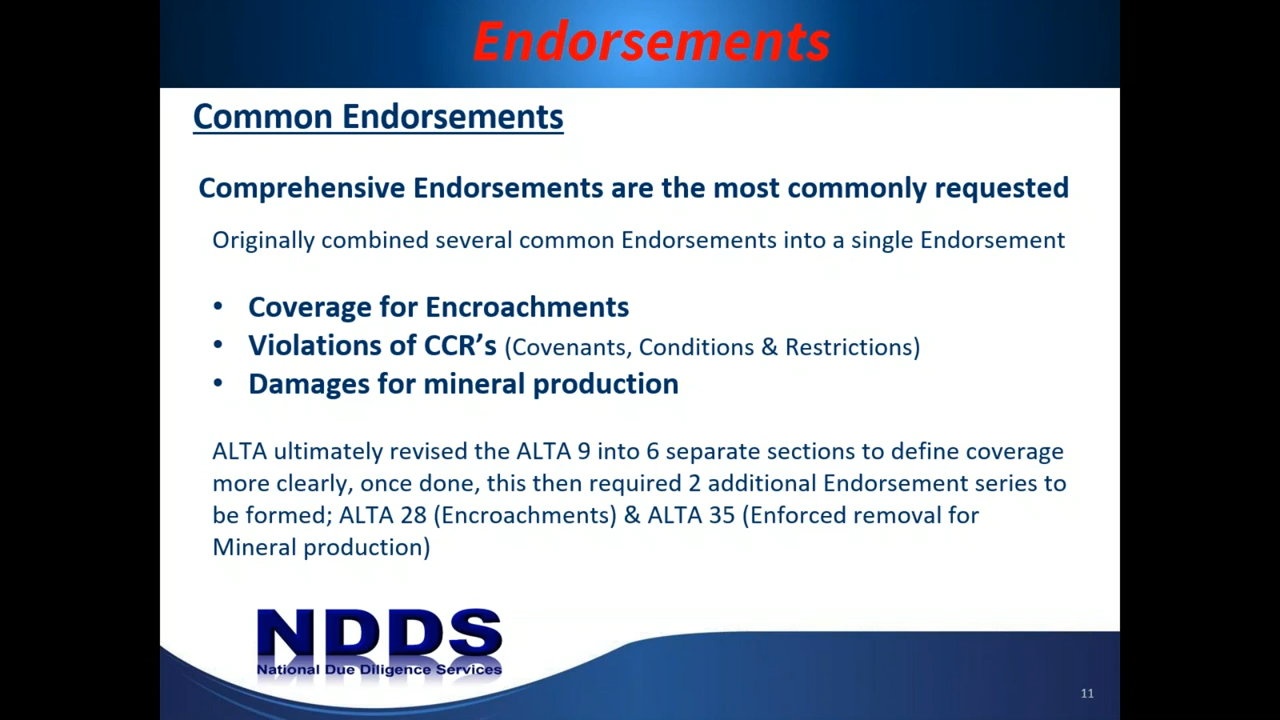 Endorsements
Common Endorsements
Comprehensive Endorsements are the most commonly requested
Originally combined several common Endorsements into a single Endorsement
• Coverage for Encroachments
• Violations of CCR’s (Covenants, Conditions & Restrictions)
• Damages for mineral production
ALTA ultimately revised the ALTA 9 into 6 separate sections to define coverage
more clearly, once done, this then required 2 additional Endorsement series to
be formed; ALTA 28 (Encroachments) & ALTA 35 (Enforced removal for
Mineral production)
NDDS
National Due Diligence Services
11